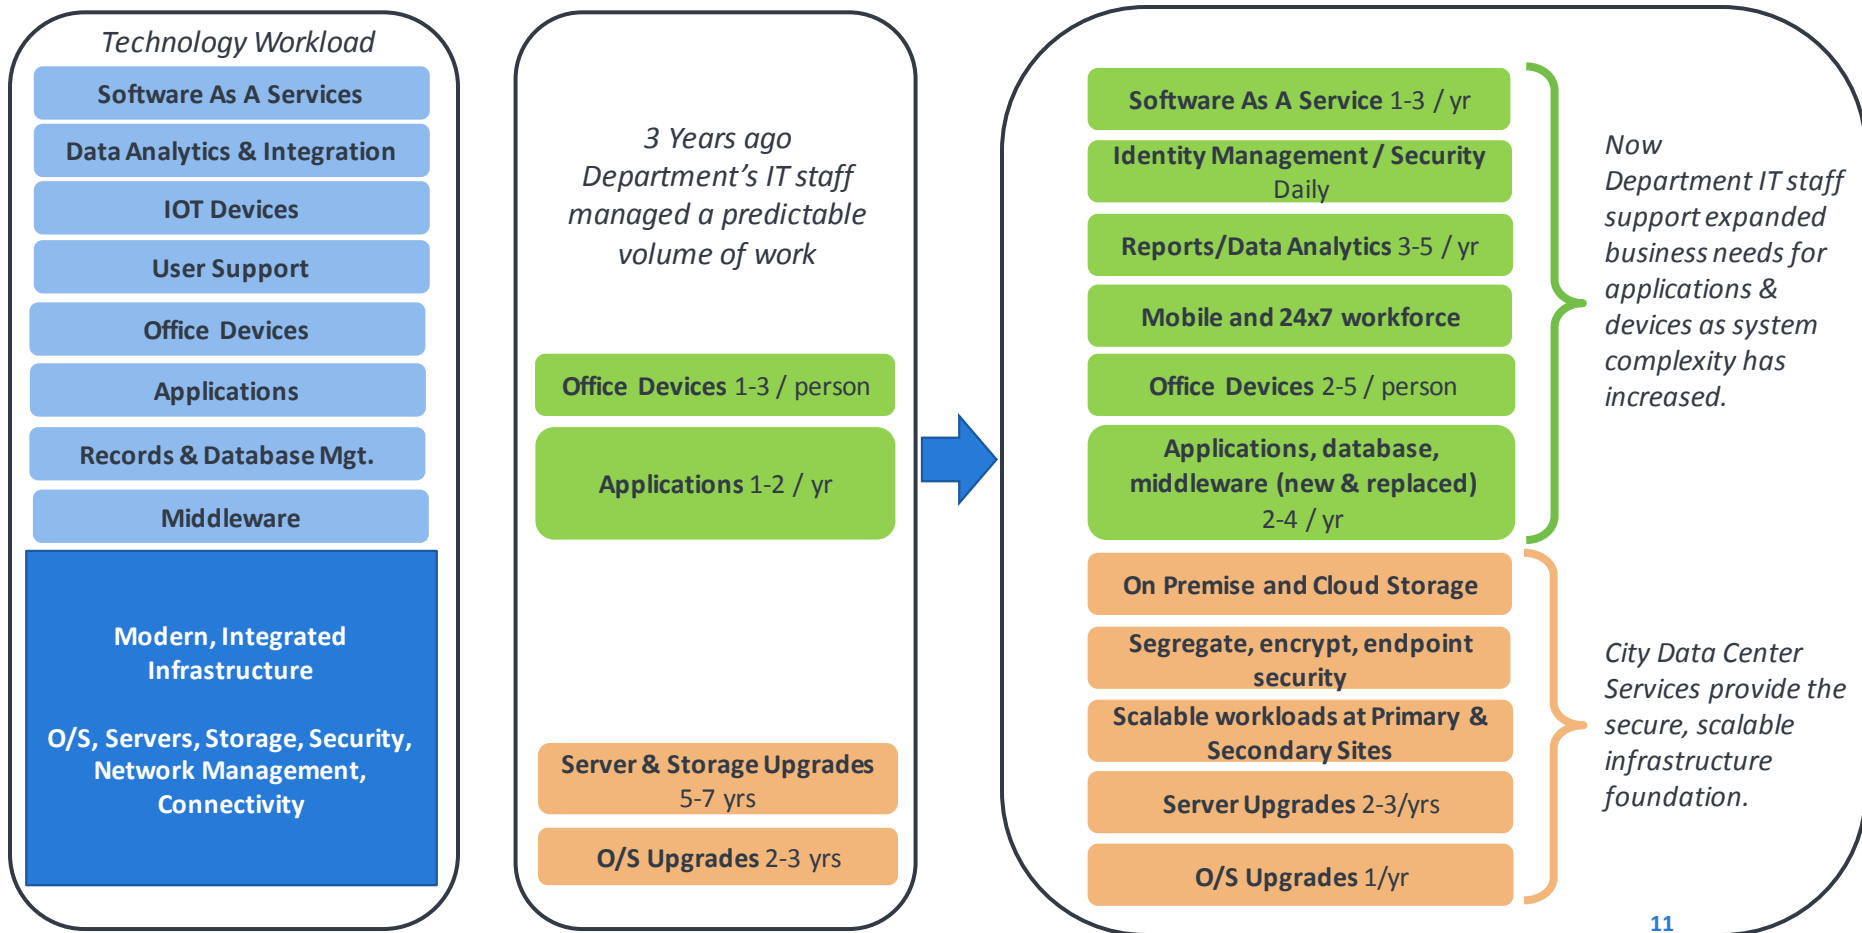 Technology Workload
Software As A Services
Data Analytics & Integration
IOT Devices
User Support
Office Devices
Applications
Records & Database Mgt.
Middleware
Modern, Integrated
Infrastructure
O/S, Servers, Storage, Security,
Network Management,
Connectivity
3 Years ago
Department's IT staff
managed a predictable
volume of work
Office Devices 1-3 / person
Applications 1-2 / yr
Server & Storage Upgrades
5-7 yrs
O/S Upgrades 2-3 yrs
Software As A Service 1-3 / yr
Identity Management / Security
Daily
Reports/Data Analytics 3-5 / yr
Mobile and 24x7 workforce
Office Devices 2-5 / person
Applications, database,
middleware (new & replaced)
2-4 / yr
On Premise and Cloud Storage
Segregate, encrypt, endpoint
security
Scalable workloads at Primary &
Secondary Sites
Server Upgrades 2-3/yrs
O/S Upgrades 1/yr
Now
Department IT staff
support expanded
business needs for
applications &
devices as system
complexity has
increased.
City Data Center
Services provide the
secure, scalable
infrastructure
foundation.
11